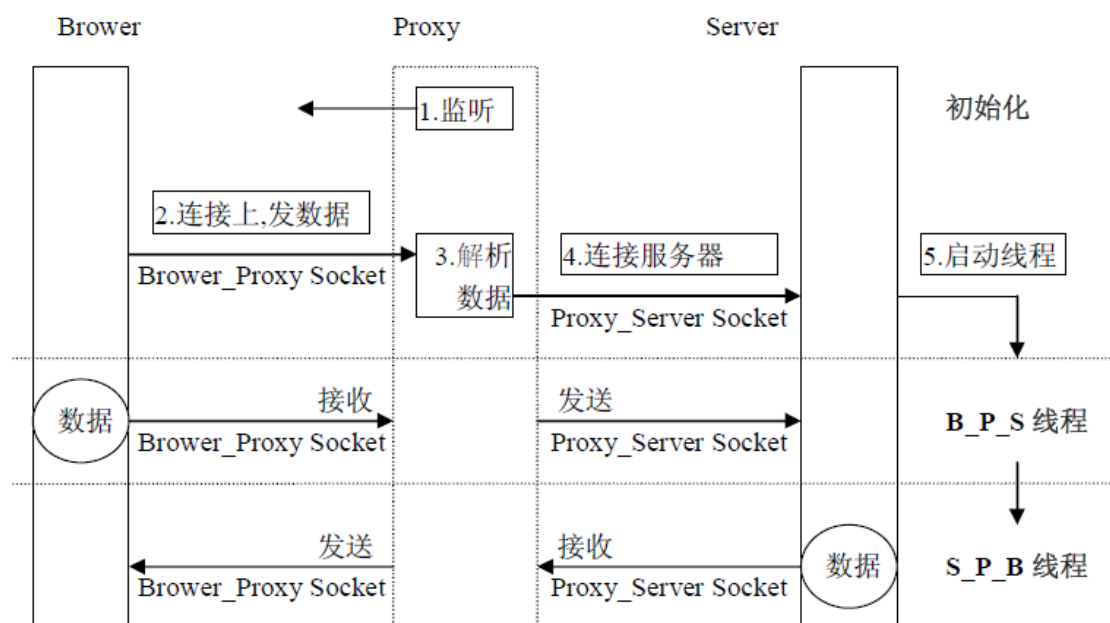 Brower
Proxy
Server
1.监听
初始化
2.连接上,发数据
3.解析
数据
4.连接服务器
5.启动线程
Brower_Proxy Socket
Proxy_Server Socket
数据
接收
发送
Brower_Proxy Socket
Proxy_Server Socket
B_P_S 线程
发送
接收
数据
Brower_Proxy Socket
Proxy_Server Socket
S_P_B 线程